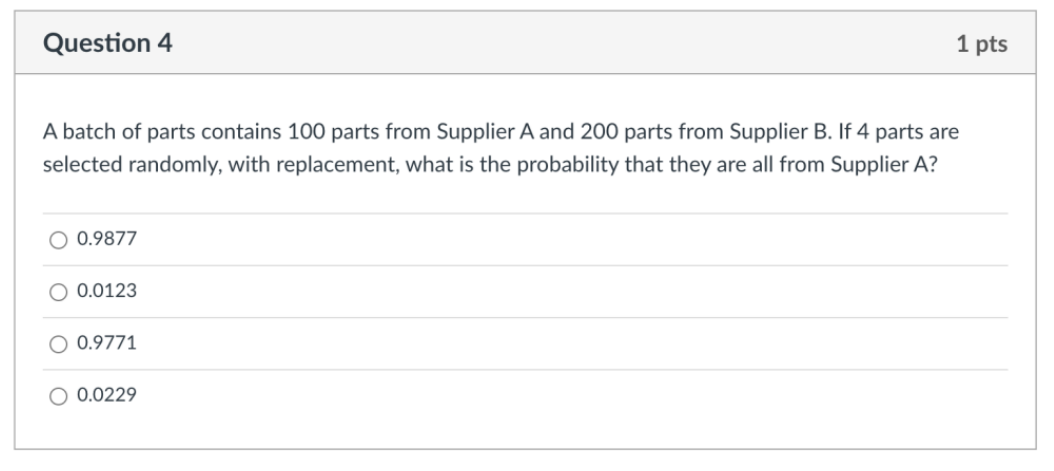 Question 4
1 pts
A batch of parts contains 100 parts from Supplier A and 200 parts from Supplier B. If 4 parts are
selected randomly, with replacement, what is the probability that they are all from Supplier A?
0.9877
0.0123
0.9771
0.0229